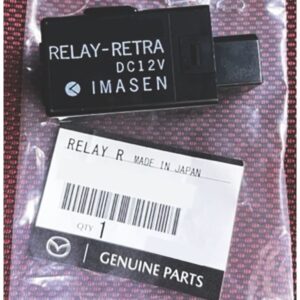 RELAY-RETRA
DC12V
IMASEN
RELAY R MADE IN JAPAN
QTY 1
GENUINE PARTS